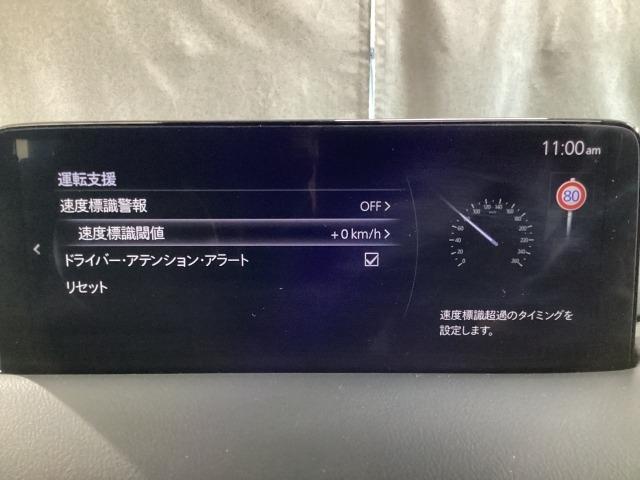 11:00am
運転支援
速度標識警報 OFF
速度標識閾値 +0 km/h
ドライバー・アテンション・アラート
リセット
80
速度標識超過のタイミングを
設定します。